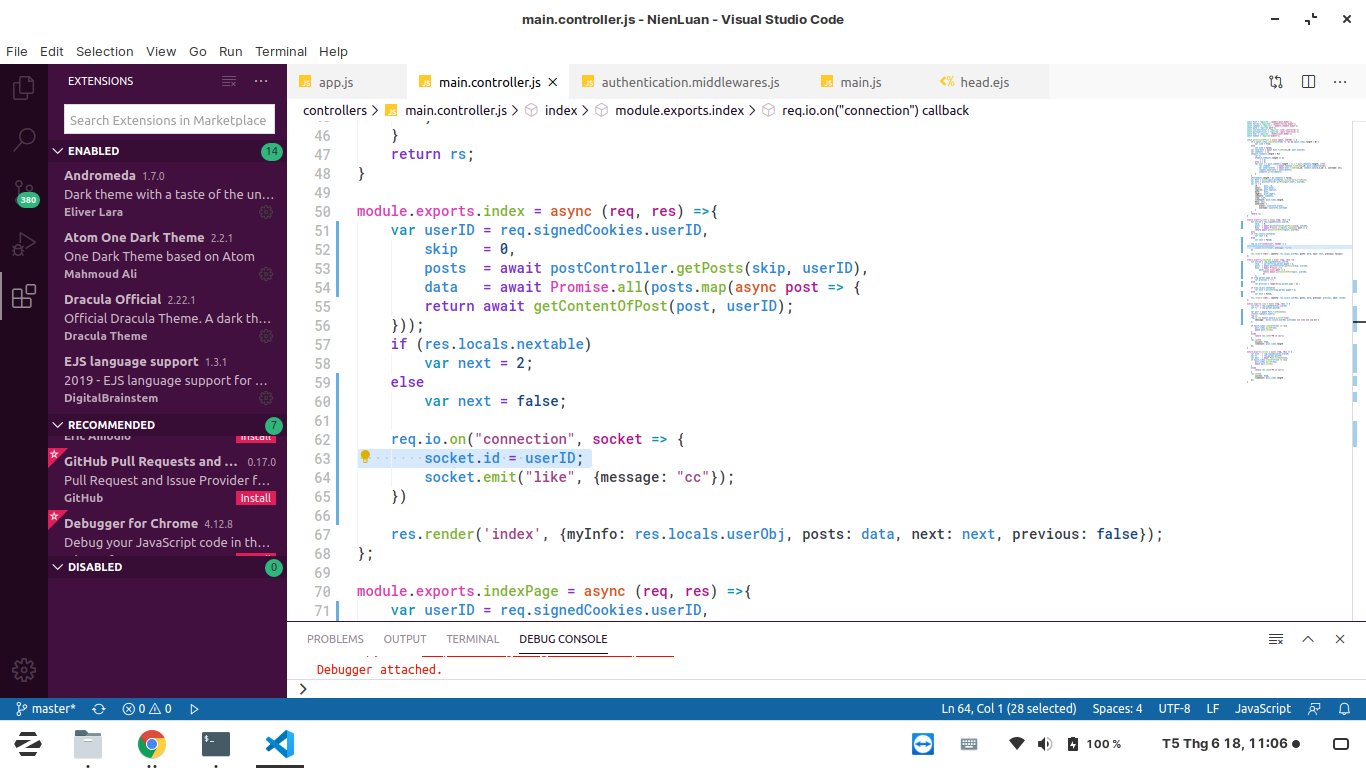 main.controller.js - NienLuan - Visual Studio Code
File Edit Selection View Go Run Terminal Help
EXTENSIONS
Search Extensions in Marketplace
ENABLED 14
Andromeda 1.7.0
Dark theme with a taste of the un...
Eliver Lara
Atom One Dark Theme 2.2.1
One Dark Theme based on Atom
Mahmoud Ali
Dracula Official 2.22.1
Official Dracula Theme. A dark th...
Dracula Theme
EJS language support 1.3.1
2019 - EJS language support for ...
DigitalBrainstem
RECOMMENDED 7
Eric Amodio Install
GitHub Pull Requests and ... 0.17.0
Pull Request and Issue Provider f...
GitHub Install
Debugger for Chrome 4.12.8
Debug your JavaScript code in th...
DISABLED 0
380
app.js main.controller.js authentication.middlewares.js main.js head.ejs
controllers > main.controller.js > index > module.exports.index > req.io.on("connection") callback
46 }
47 return rs;
48 }
49
50 module.exports.index = async (req, res) =>{
51 var userID = req.signedCookies.userID,
52 skip = 0,
53 posts = await postController.getPosts(skip, userID),
54 data = await Promise.all(posts.map(async post => {
55 return await getContentOfPost(post, userID);
56 }));
57 if (res.locals.nextable)
58 var next = 2;
59 else
60 var next = false;
61
62 req.io.on("connection", socket => {
63 socket.id = userID;
64 socket.emit("like", {message: "cc"});
65 })
66
67 res.render('index', {myInfo: res.locals.userObj, posts: data, next: next, previous: false});
68 };
69
70 module.exports.indexPage = async (req, res) =>{
71 var userID = req.signedCookies.userID,
PROBLEMS OUTPUT TERMINAL DEBUG CONSOLE
Debugger attached.
master* 0 0 Ln 64, Col 1 (28 selected) Spaces: 4 UTF-8 LF JavaScript
100 % T5 Thg 6 18, 11:06